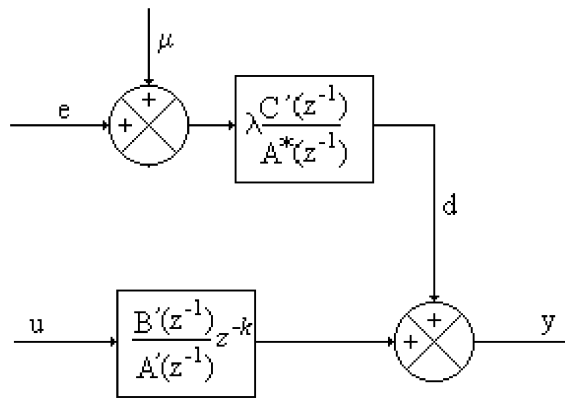 μ
e
+
+
λ C´(z⁻¹) / A*(z⁻¹)
d
u
B´(z⁻¹) / A´(z⁻¹) z⁻ᵏ
+
+
y